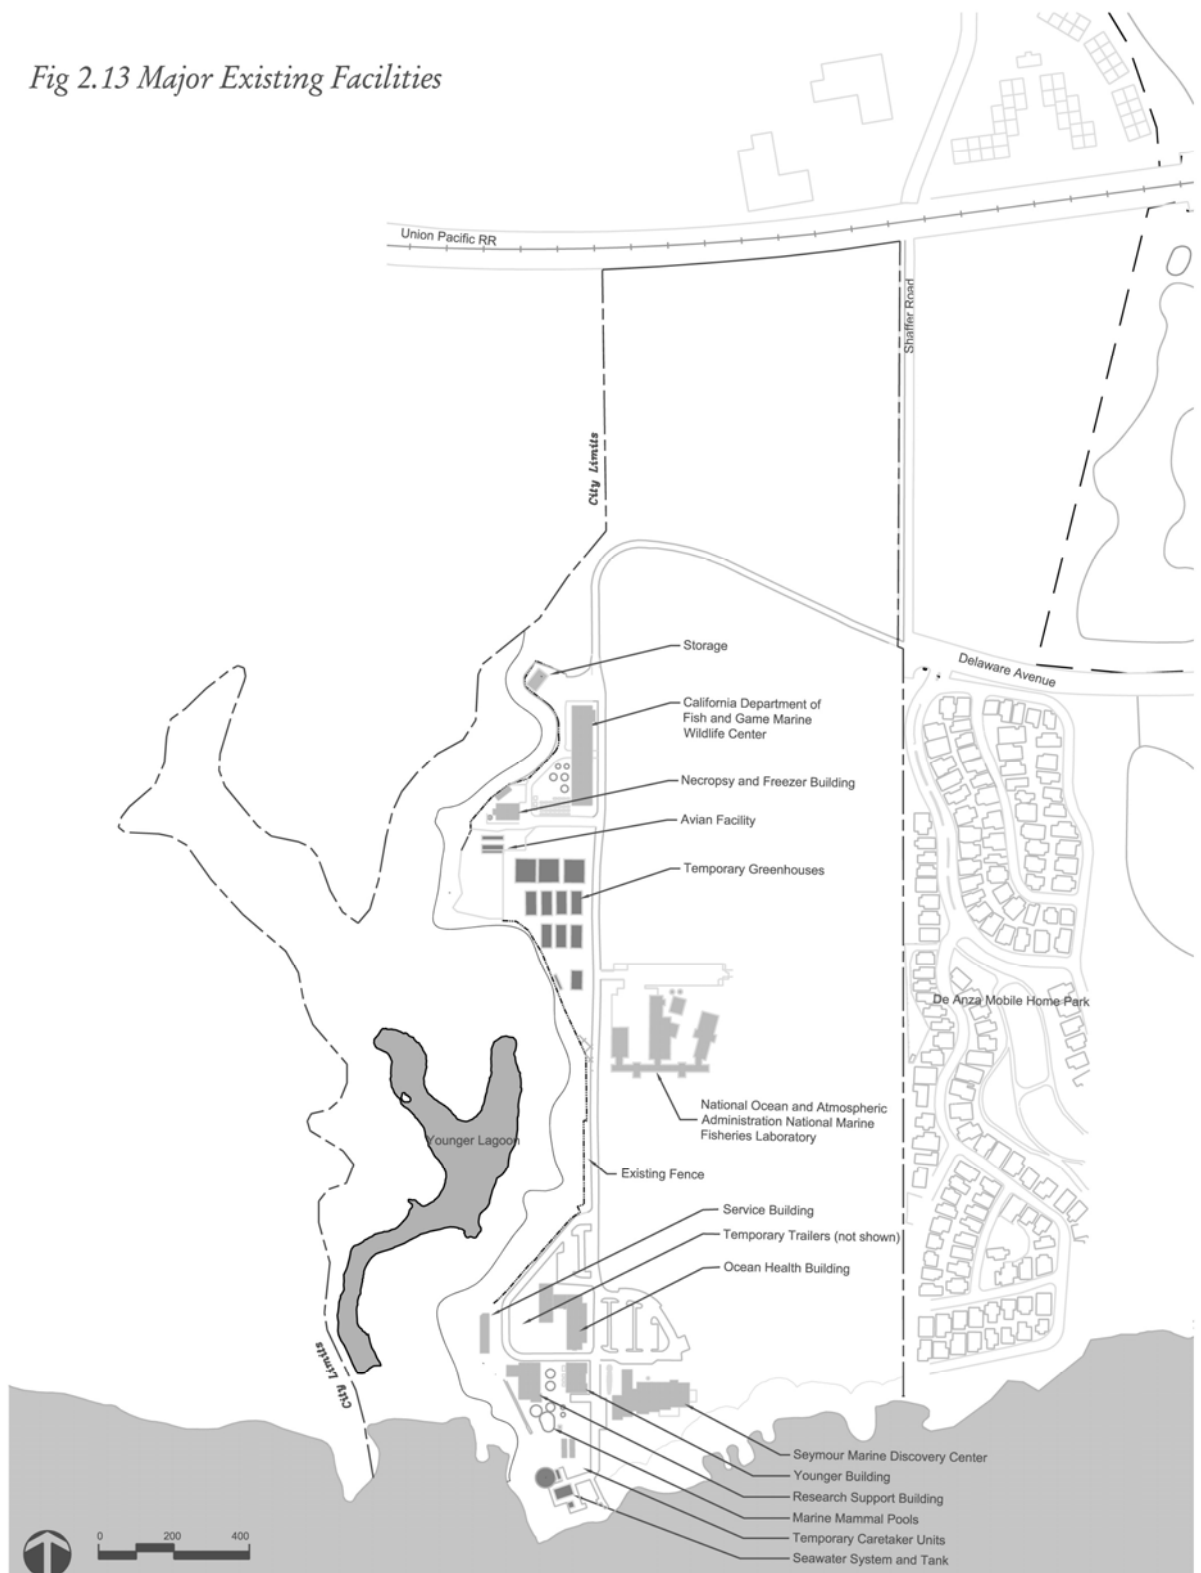 Fig 2.13 Major Existing Facilities
Union Pacific RR
Shaffer Road
City Limits
Storage
Delaware Avenue
California Department of
Fish and Game Marine
Wildlife Center
Necropsy and Freezer Building
Avian Facility
Temporary Greenhouses
De Anza Mobile Home Park
National Ocean and Atmospheric
Administration National Marine
Fisheries Laboratory
Younger Lagoon
Existing Fence
Service Building
Temporary Trailers (not shown)
Ocean Health Building
City Limits
Seymour Marine Discovery Center
Younger Building
Research Support Building
Marine Mammal Pools
Temporary Caretaker Units
Seawater System and Tank
0 200 400